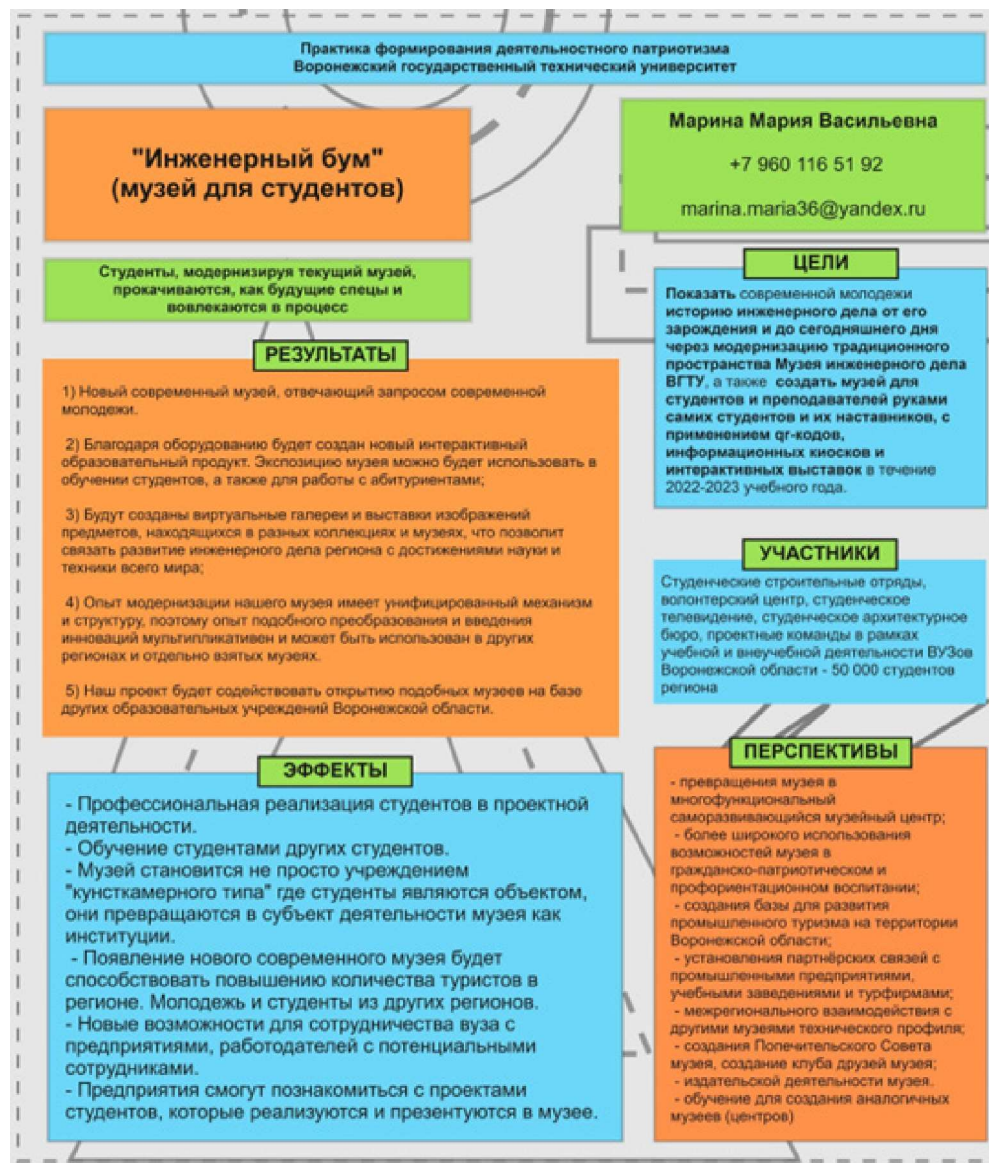 Практика формирования деятельностного патриотизма
Воронежский государственный технический университет
"Инженерный бум"
(музей для студентов)
Марина Мария Васильевна
+7 960 116 51 92
marina.maria36@yandex.ru
Студенты, модернизируя текущий музей,
прокачиваются, как будущие спецы и
вовлекаются в процесс
РЕЗУЛЬТАТЫ
1) Новый современный музей, отвечающий запросом современной
молодежи.
2) Благодаря оборудованию будет создан новый интерактивный
образовательный продукт. Экспозицию музея можно будет использовать в
обучении студентов, а также для работы с абитуриентами;
3) Будут созданы виртуальные галереи и выставки изображений
предметов, находящихся в разных коллекциях и музеях, что позволит
связать развитие инженерного дела региона с достижениями науки и
техники всего мира;
4) Опыт модернизации нашего музея имеет унифицированный механизм
и структуру, поэтому опыт подобного преобразования и введения
инноваций мультипликативен и может быть использован в других
регионах и отдельно взятых музеях.
5) Наш проект будет содействовать открытию подобных музеев на базе
других образовательных учреждений Воронежской области.
ЭФФЕКТЫ
- Профессиональная реализация студентов в проектной
деятельности.
- Обучение студентами других студентов.
- Музей становится не просто учреждением
"кунсткамерного типа" где студенты являются объектом,
они превращаются в субъект деятельности музея как
институции.
- Появление нового современного музея будет
способствовать повышению количества туристов в
регионе. Молодежь и студенты из других регионов.
- Новые возможности для сотрудничества вуза с
предприятиями, работодателей с потенциальными
сотрудниками.
- Предприятия смогут познакомиться с проектами
студентов, которые реализуются и презентуются в музее.
ЦЕЛИ
Показать современной молодежи
историю инженерного дела от его
зарождения и до сегодняшнего дня
через модернизацию традиционного
пространства Музея инженерного дела
ВГТУ, а также создать музей для
студентов и преподавателей руками
самих студентов и их наставников, с
применением qr-кодов,
информационных киосков и
интерактивных выставок в течение
2022-2023 учебного года.
УЧАСТНИКИ
Студенческие строительные отряды,
волонтерский центр, студенческое
телевидение, студенческое архитектурное
бюро, проектные команды в рамках
учебной и внеучебной деятельности ВУЗов
Воронежской области - 50 000 студентов
региона
ПЕРСПЕКТИВЫ
- превращения музея в
многофункциональный
саморазвивающийся музейный центр;
- более широкого использования
возможностей музея в
гражданско-патриотическом и
профориентационном воспитании;
- создания базы для развития
промышленного туризма на территории
Воронежской области;
- установления партнёрских связей с
промышленными предприятиями,
учебными заведениями и турфирмами;
- межрегионального взаимодействия с
другими музеями технического профиля;
- создания Попечительского Совета
музея, создание клуба друзей музея;
- издательской деятельности музея.
- обучение для создания аналогичных
музеев (центров)